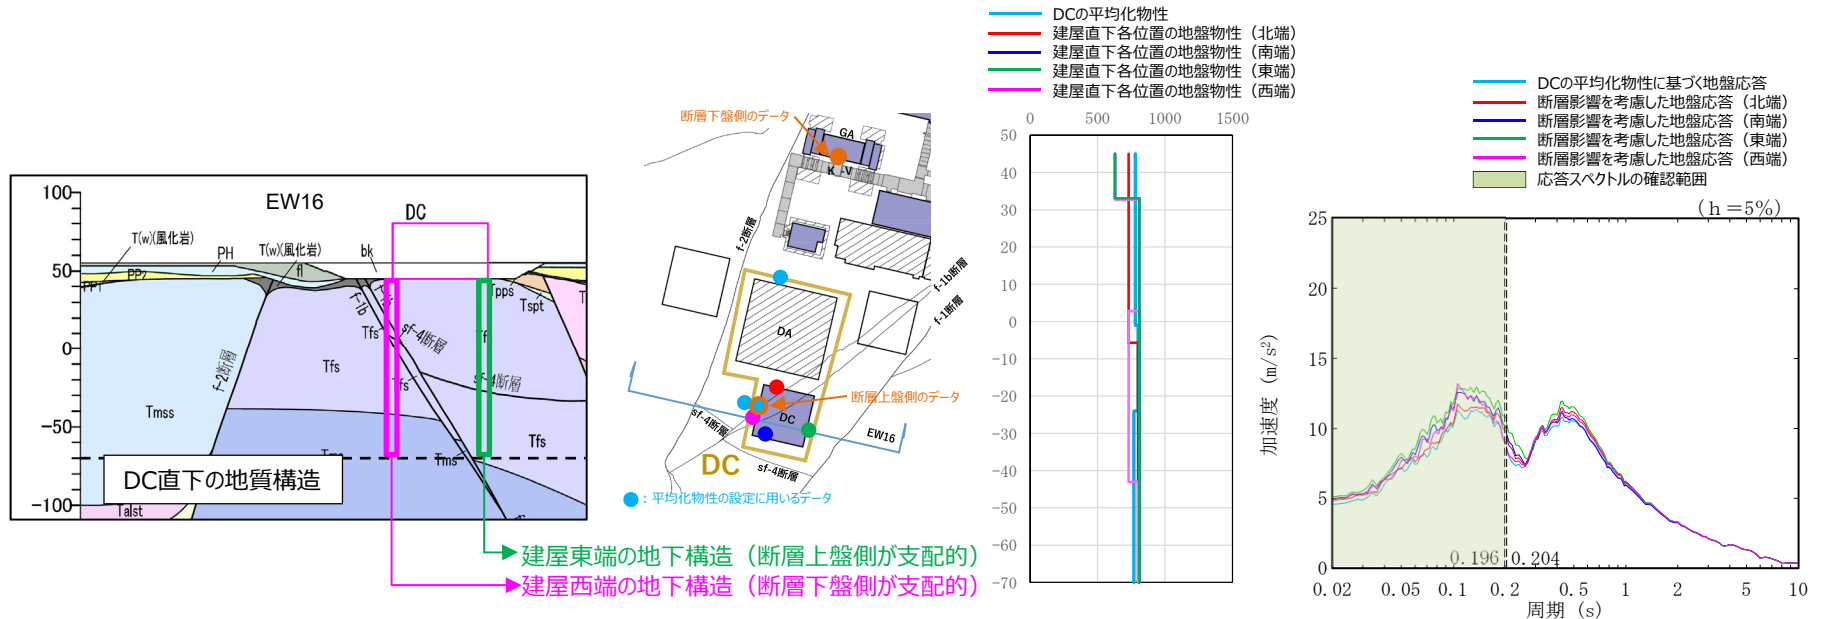 EW16
DC
100
50
0
−50
−100
T(w)(風化岩)
PH
T(w)(風化岩)
fl
bk
PP2
PP1
f-1b
Tfs
sf-4断層
Tpps
Tspt
f-2断層
Tfs
Tfs
sf-4断層
Tmss
Tfs
Tms
Talst
DC直下の地質構造
建屋東端の地下構造（断層上盤側が支配的）
建屋西端の地下構造（断層下盤側が支配的）
断層下盤側のデータ
GA
K-V
f-2断層
f-1b断層
f-1断層
DA
断層上盤側のデータ
DC
sf-4断層
EW16
DC
sf-4断層
：平均化物性の設定に用いるデータ
DCの平均化物性
建屋直下各位置の地盤物性（北端）
建屋直下各位置の地盤物性（南端）
建屋直下各位置の地盤物性（東端）
建屋直下各位置の地盤物性（西端）
0 500 1000 1500
50
40
30
20
10
0
−10
−20
−30
−40
−50
−60
−70
DCの平均化物性に基づく地盤応答
断層影響を考慮した地盤応答（北端）
断層影響を考慮した地盤応答（南端）
断層影響を考慮した地盤応答（東端）
断層影響を考慮した地盤応答（西端）
応答スペクトルの確認範囲
（ｈ＝5%）
25
20
15
10
5
0
加速度 (m/s²)
0.196
0.204
0.02 0.05 0.1 0.2 0.5 1 2 5 10
周期 (s)